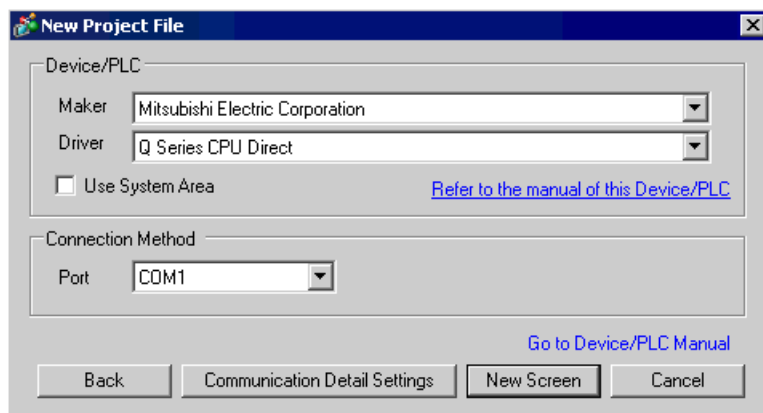 New Project File
Device/PLC
Maker Mitsubishi Electric Corporation
Driver Q Series CPU Direct
Use System Area Refer to the manual of this Device/PLC
Connection Method
Port COM1
Go to Device/PLC Manual
Back Communication Detail Settings New Screen Cancel